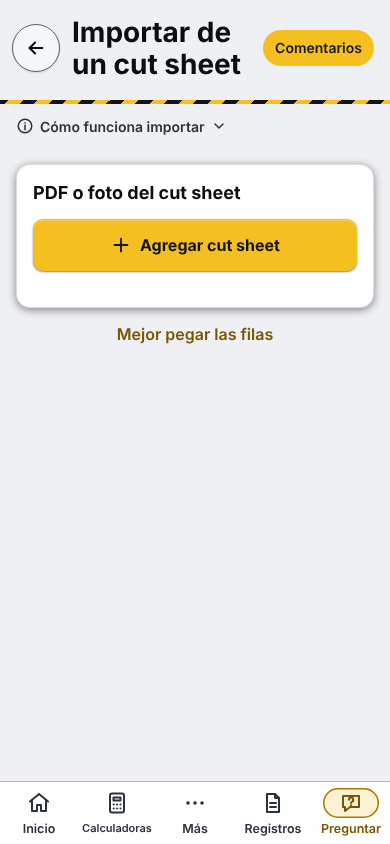 Importar de
un cut sheet
Comentarios
Cómo funciona importar
PDF o foto del cut sheet
Agregar cut sheet
Mejor pegar las filas
Inicio
Calculadoras
Más
Registros
Preguntar